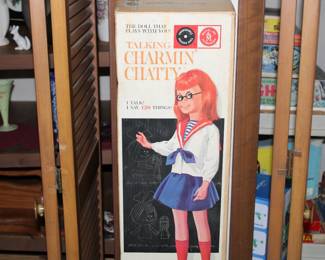 THE DOLL THAT
PLAYS WITH YOU!
TALKING
CHARMIN'
CHATTY
I TALK!
I SAY 120 THINGS!